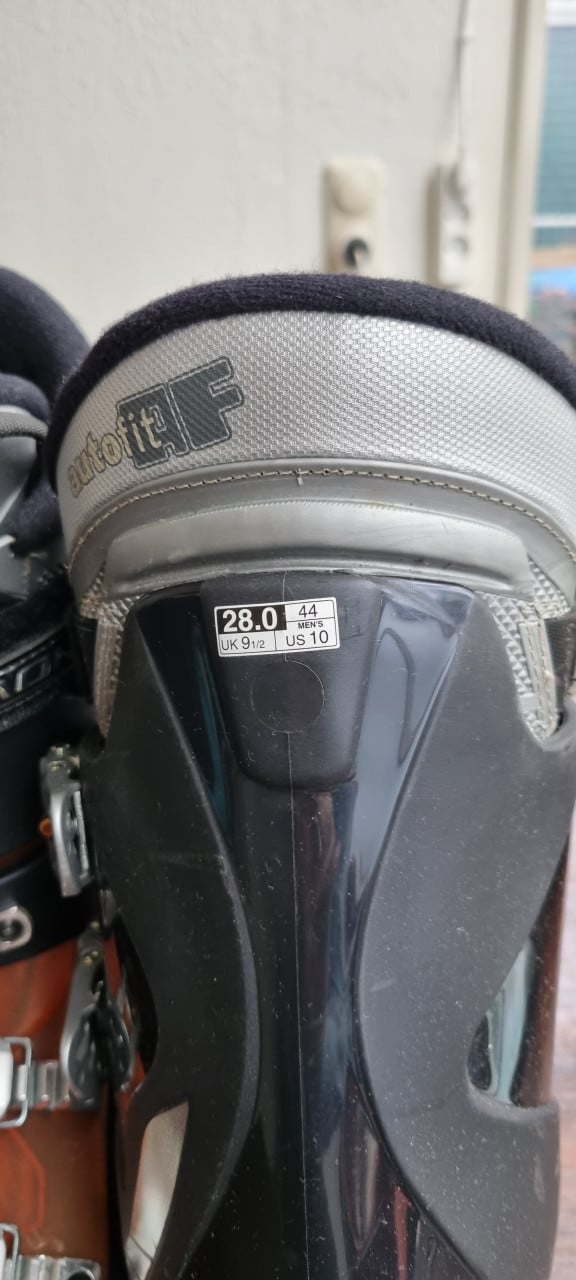 autofit AF
28.0 44
MEN'S
UK 9 1/2 US 10